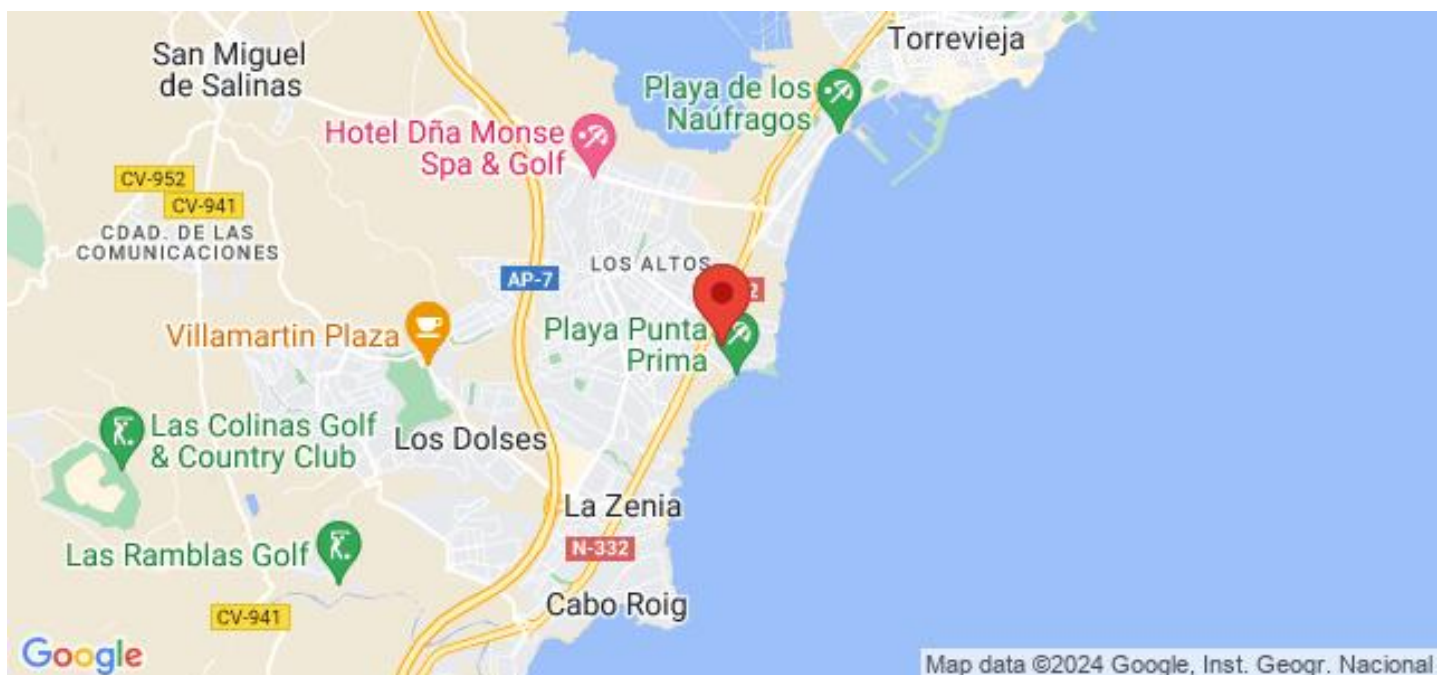 San Miguel
de Salinas
Torrevieja
Playa de los
Naúfragos
Hotel Dña Monse
Spa & Golf
CV-952
CV-941
CDAD. DE LAS
COMUNICACIONES
LOS ALTOS
AP-7
2
Villamartin Plaza
Playa Punta
Prima
Las Colinas Golf
& Country Club
Los Dolses
La Zenia
N-332
Las Ramblas Golf
Cabo Roig
CV-941
Google
Map data ©2024 Google, Inst. Geogr. Nacional